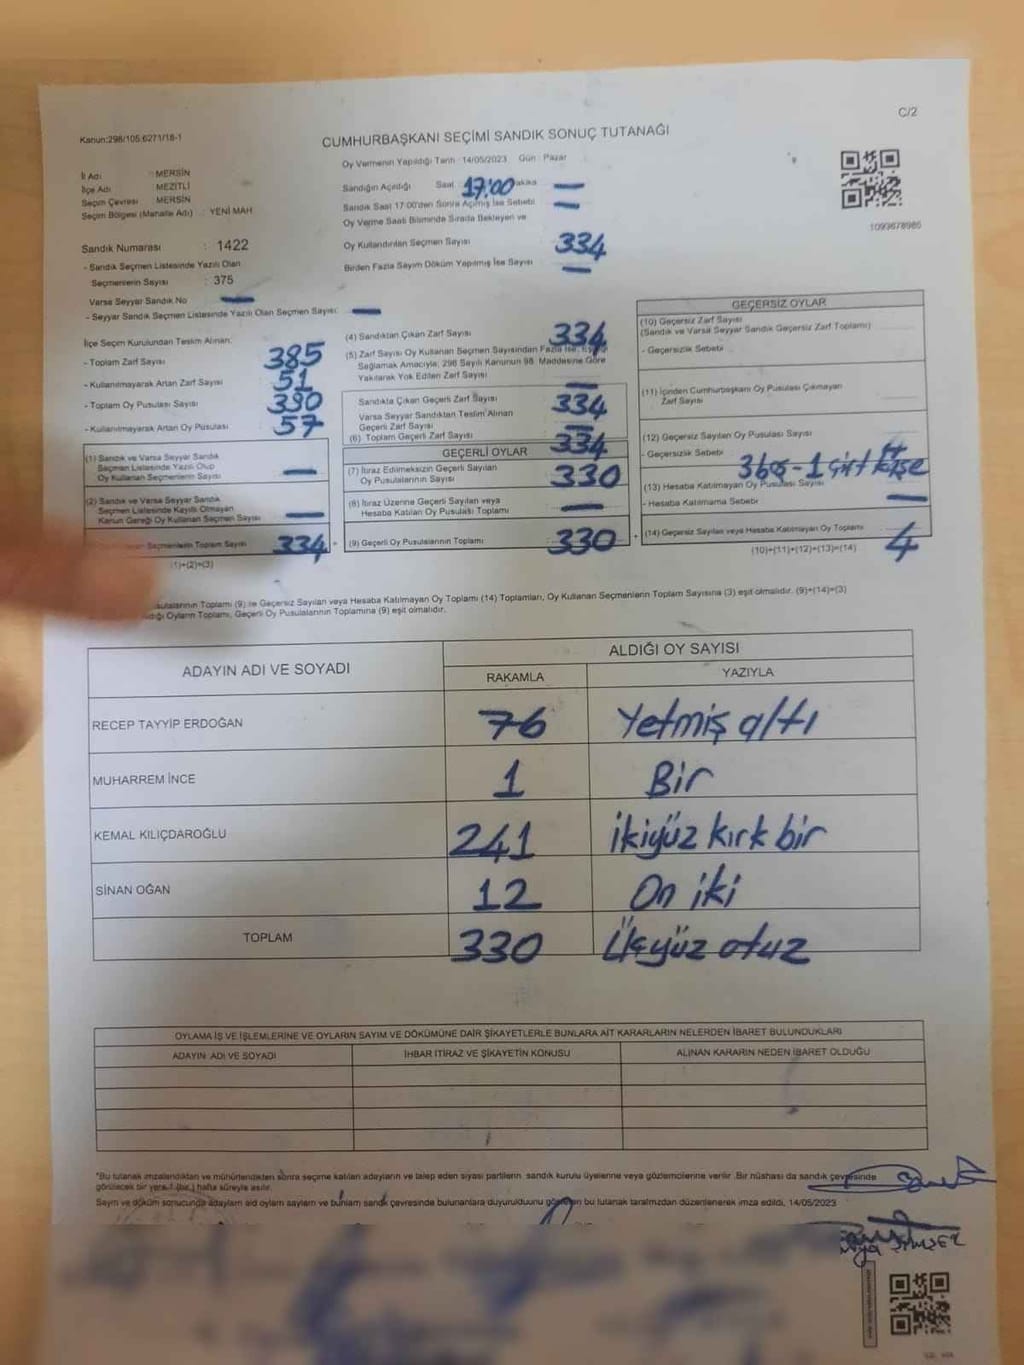 C/2
Kanun:298/105 6271/18-1
CUMHURBAŞKANI SEÇİMİ SANDIK SONUÇ TUTANAĞI
Oy Vermenin Yapıldığı Tarih : 14/05/2023 Gün : Pazar
İl Adı : MERSİN
İlçe Adı : MEZİTLİ
Seçim Çevresi : MERSİN
Seçim Bölgesi (Mahalle Adı) : YENİ MAH
Sandığın Açıldığı Saat : 17:00 Dakika —
Sandık Saat 17:00'den Sonra Açılmış İse Sebebi —
Oy Verme Saati Bitiminde Sırada Bekleyen ve
Oy Kullandırılan Seçmen Sayısı 334
Birden Fazla Sayım Döküm Yapılmış İse Sayısı —
1093678985
Sandık Numarası : 1422
- Sandık Seçmen Listesinde Yazılı Olan
Seçmenlerin Sayısı : 375
Varsa Seyyar Sandık No —
- Seyyar Sandık Seçmen Listesinde Yazılı Olan Seçmen Sayısı: —
İlçe Seçim Kurulundan Teslim Alınan:
- Toplam Zarf Sayısı 385
- Kullanılmayarak Artan Zarf Sayısı 51
- Toplam Oy Pusulası Sayısı 390
- Kullanılmayarak Artan Oy Pusulası 57
(1) Sandık ve Varsa Seyyar Sandık
Seçmen Listesinde Yazılı Olup
Oy Kullanan Seçmenlerin Sayısı —
(2) Sandık ve Varsa Seyyar Sandık
Seçmen Listesinde Kayıtlı Olmayan
Kanun Gereği Oy Kullanan Seçmen Sayısı —
Seçmenlerin Toplam Sayısı 334
(1)+(2)=(3)
(4) Sandıktan Çıkan Zarf Sayısı 334
(5) Zarf Sayısı Oy Kullanan Seçmen Sayısından Fazla İse, Eşitliği
Sağlamak Amacıyla; 298 Sayılı Kanunun 98. Maddesine Göre
Yakılarak Yok Edilen Zarf Sayısı —
Sandıkta Çıkan Geçerli Zarf Sayısı 334
Varsa Seyyar Sandıktan Teslim Alınan
Geçerli Zarf Sayısı —
(6) Toplam Geçerli Zarf Sayısı 334
GEÇERLİ OYLAR
(7) İtiraz Edilmeksizin Geçerli Sayılan
Oy Pusulasının Sayısı 330
(8) İtiraz Üzerine Geçerli Sayılan veya
Hesaba Katılan Oy Pusulası Toplamı —
(9) Geçerli Oy Pusulalarının Toplamı 330
GEÇERSİZ OYLAR
(10) Geçersiz Zarf Sayısı
(Sandık ve Varsa Seyyar Sandık Geçersiz Zarf Toplamı)
- Geçersizlik Sebebi
(11) İçinden Cumhurbaşkanı Oy Pusulası Çıkmayan
Zarf Sayısı
(12) Geçersiz Sayılan Oy Pusulası Sayısı
- Geçersizlik Sebebi 3 boş - 1 çift
(13) Hesaba Katılmayan Oy Pusulası Sayısı
- Hesaba Katılmama Sebebi —
(14) Geçersiz Sayılan veya Hesaba Katılmayan Oy Toplamı 4
(10)+(11)+(12)+(13)=(14)
Pusulalarının Toplamı (9) ile Geçersiz Sayılan veya Hesaba Katılmayan Oy Toplamı (14) Toplamları, Oy Kullanan Seçmenlerin Toplam Sayısına (3) eşit olmalıdır. (9)+(14)=(3)
Oyların Toplamı, Geçerli Oy Pusulalarının Toplamına (9) eşit olmalıdır.
ADAYIN ADI VE SOYADI ALDIĞI OY SAYISI
RAKAMLA YAZIYLA
RECEP TAYYİP ERDOĞAN 76 Yetmiş altı
MUHARREM İNCE 1 Bir
KEMAL KILIÇDAROĞLU 241 ikiyüz kırk bir
SİNAN OĞAN 12 On iki
TOPLAM 330 Üçyüz otuz
OYLAMA İŞ VE İŞLEMLERİNE VE OYLARIN SAYIM VE DÖKÜMÜNE DAİR ŞİKAYETLERLE BUNLARA AİT KARARLARIN NELERDEN İBARET BULUNDUKLARI
ADAYIN ADI VE SOYADI İHBAR İTİRAZ VE ŞİKAYETİN KONUSU ALINAN KARARIN NEDEN İBARET OLDUĞU
*Bu tutanak imzalandıktan ve mühürlendikten sonra seçime katılan adayların ve talep eden siyasi partilerin sandık kurulu üyelerine veya gözlemcilerine verilir. Bir nüshası da sandık çevresinde
görülecek bir yere 1 (bir) hafta süreyle asılır.
Sayım ve döküm sonucunda adayların aldığı oyların sayısını ve bunların sandık çevresinde bulunanlara duyurulduğunu gösteren bu tutanak tarafımızdan düzenlenerek imza edildi. 14/05/2023